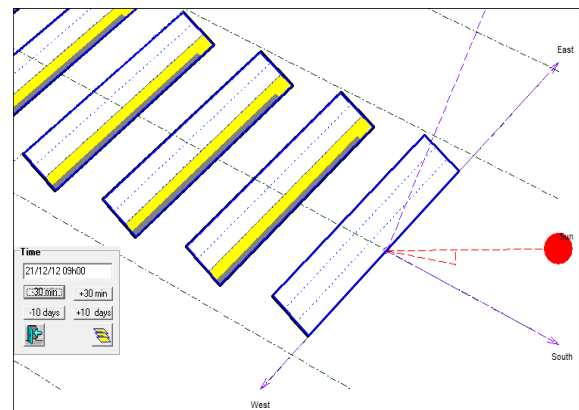 East
Sun
Time
21/12/12 09h00
-30 min
+30 min
-10 days
+10 days
South
West